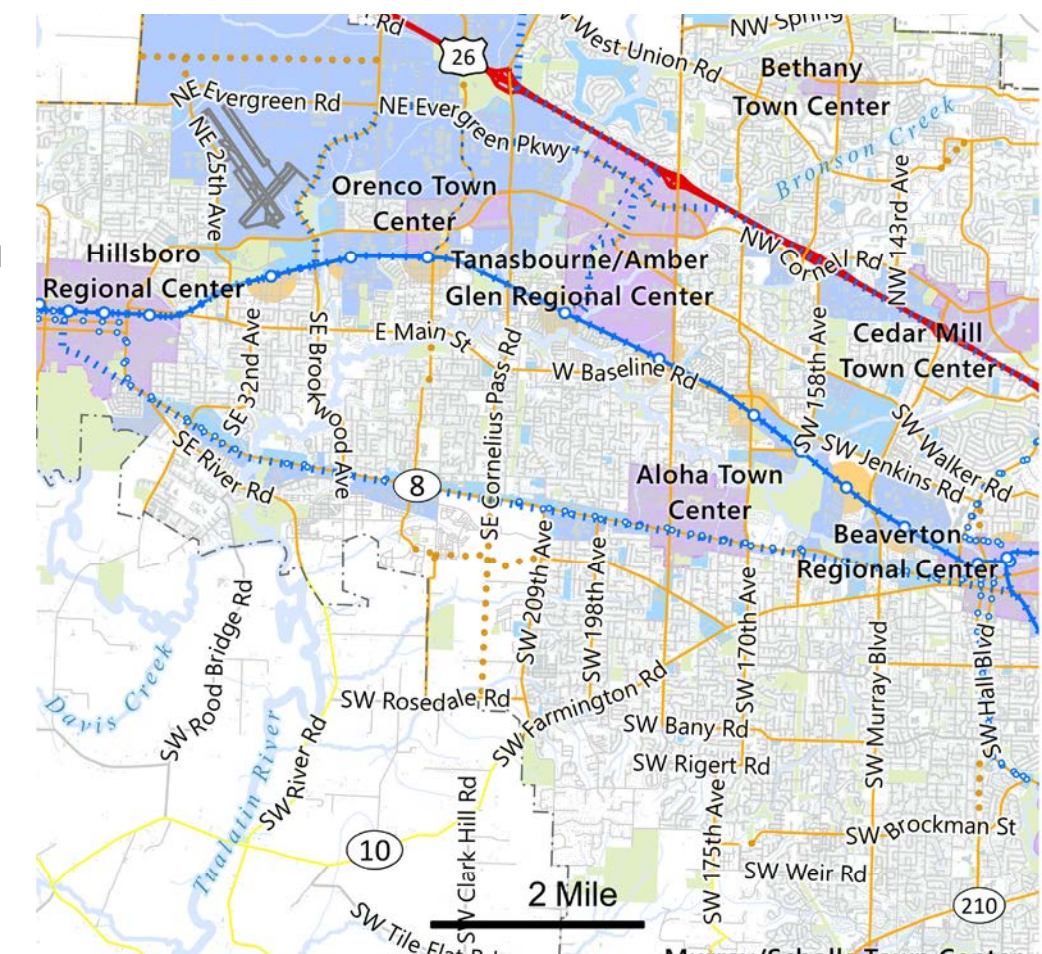 Rd
26
W West Union Rd
NW Spring
Bethany
Town Center
Bronson Creek
NE Evergreen Rd
NE Evergreen Pkwy
NE 25th Ave
Orenco Town
Center
NW 143rd Ave
NW Cornell Rd
Hillsboro
Regional Center
Tanasbourne/Amber
Glen Regional Center
E Main St
SE 32nd Ave
SE Brookwood Ave
SE Cornelius Pass Rd
W Baseline Rd
SW 158th Ave
Cedar Mill
Town Center
SW Walker Rd
SW Jenkins Rd
SE River Rd
8
Aloha Town
Center
Beaverton
Regional Center
SW 209th Ave
SW 198th Ave
SW 170th Ave
SW Murray Blvd
SW Hall Blvd
SW Rood Bridge Rd
Davis Creek
SW Rosedale Rd
SW Farmington Rd
SW Bany Rd
SW Rigert Rd
Tualatin River
SW River Rd
SW Clark Hill Rd
SW 175th Ave
SW Brockman St
10
SW Weir Rd
2 Mile
210
SW Tile Flat Rd
Murray/Scholls Town Center